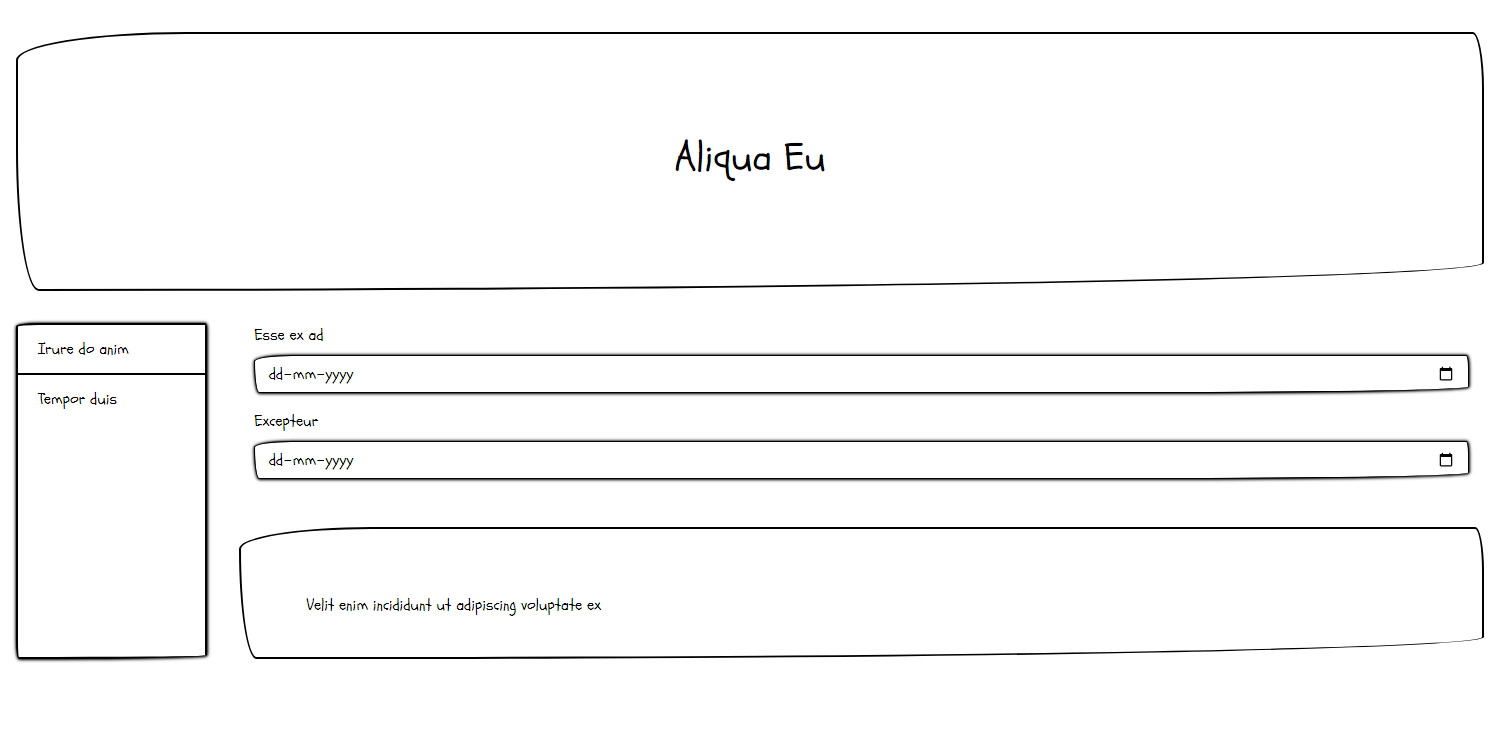 Aliqua Eu
Irure do anim
Tempor duis
Esse ex ad
dd-mm-yyyy
Excepteur
dd-mm-yyyy
Velit enim incididunt ut adipiscing voluptate ex